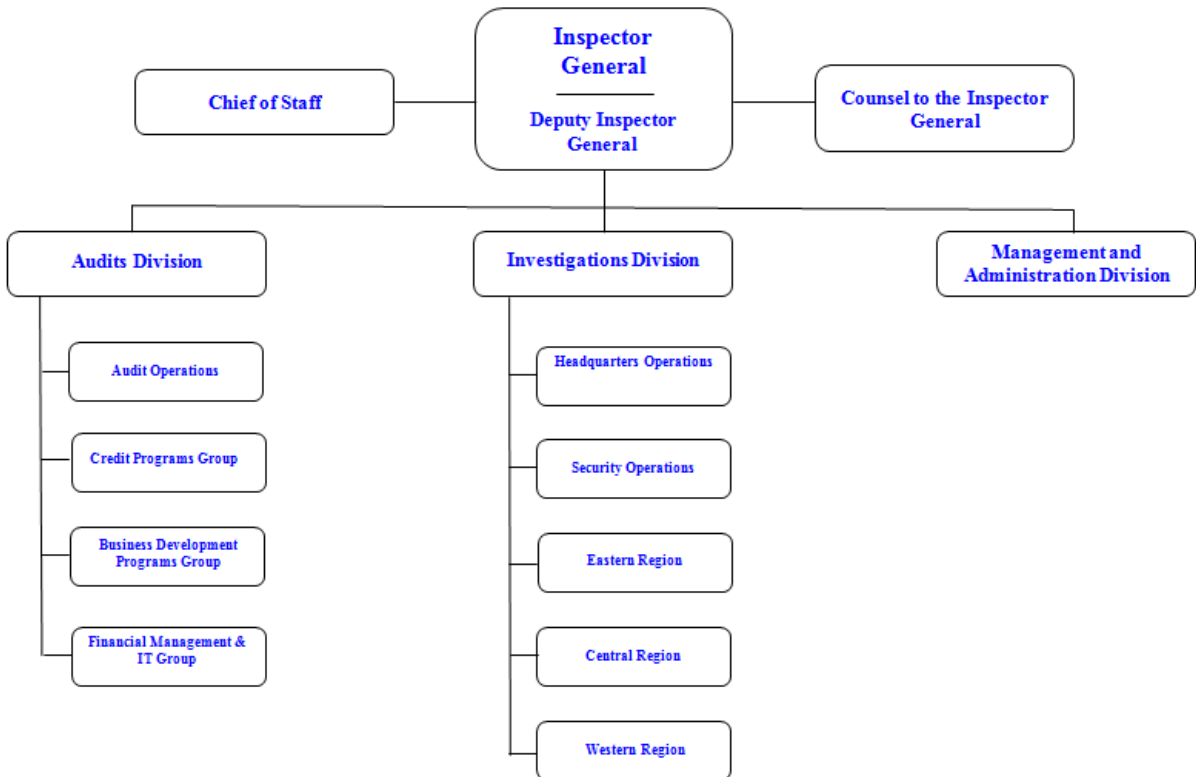 Inspector
General
Deputy Inspector
General
Chief of Staff
Counsel to the Inspector
General
Audits Division
Investigations Division
Management and
Administration Division
Audit Operations
Credit Programs Group
Business Development
Programs Group
Financial Management &
IT Group
Headquarters Operations
Security Operations
Eastern Region
Central Region
Western Region